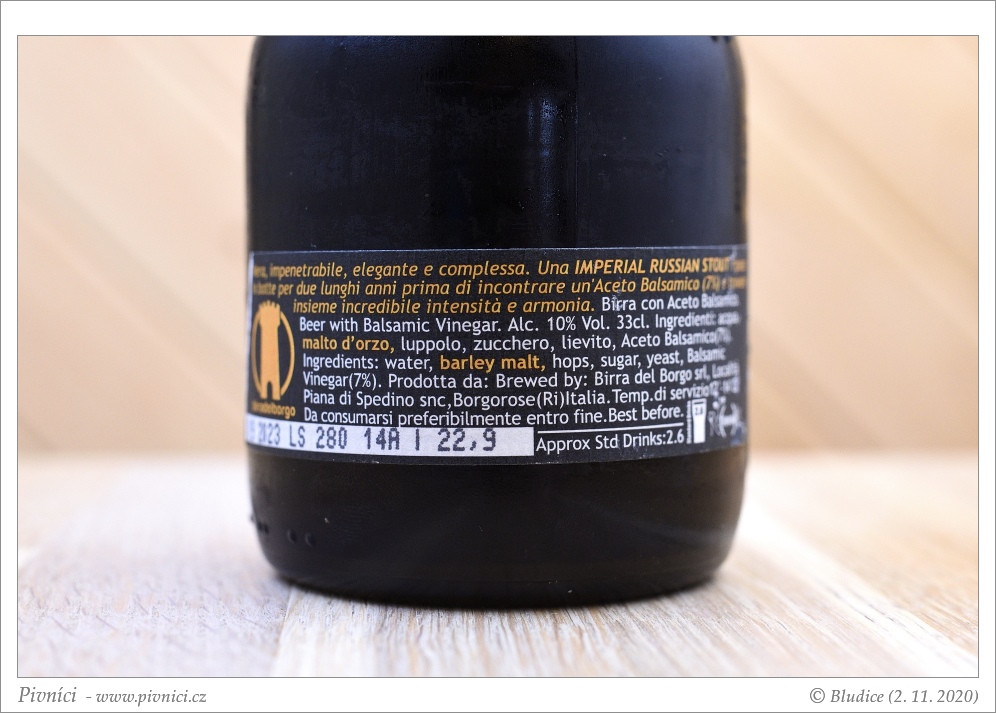 impenetrabile, elegante e complessa. Una IMPERIAL RUSSIAN STOUT
botte per due lunghi anni prima di incontrare un'Aceto Balsamico (7%) e
insieme incredibile intensità e armonia. Birra con Aceto Balsamico
Beer with Balsamic Vinegar. Alc. 10% Vol. 33cl. Ingredienti: acqua,
malto d'orzo, luppolo, zucchero, lievito, Aceto Balsamico(7%).
Ingredients: water, barley malt, hops, sugar, yeast, Balsamic
Vinegar(7%). Prodotta da: Brewed by: Birra del Borgo srl, Località
Piana di Spedino snc,Borgorose(Ri)Italia.Temp.di servizio
birradelborgo
Da consumarsi preferibilmente entro fine.Best before.
2023 LS 280 14A I 22,9
Approx Std Drinks:2.6
Pivníci - www.pivnici.cz
© Bludice (2. 11. 2020)